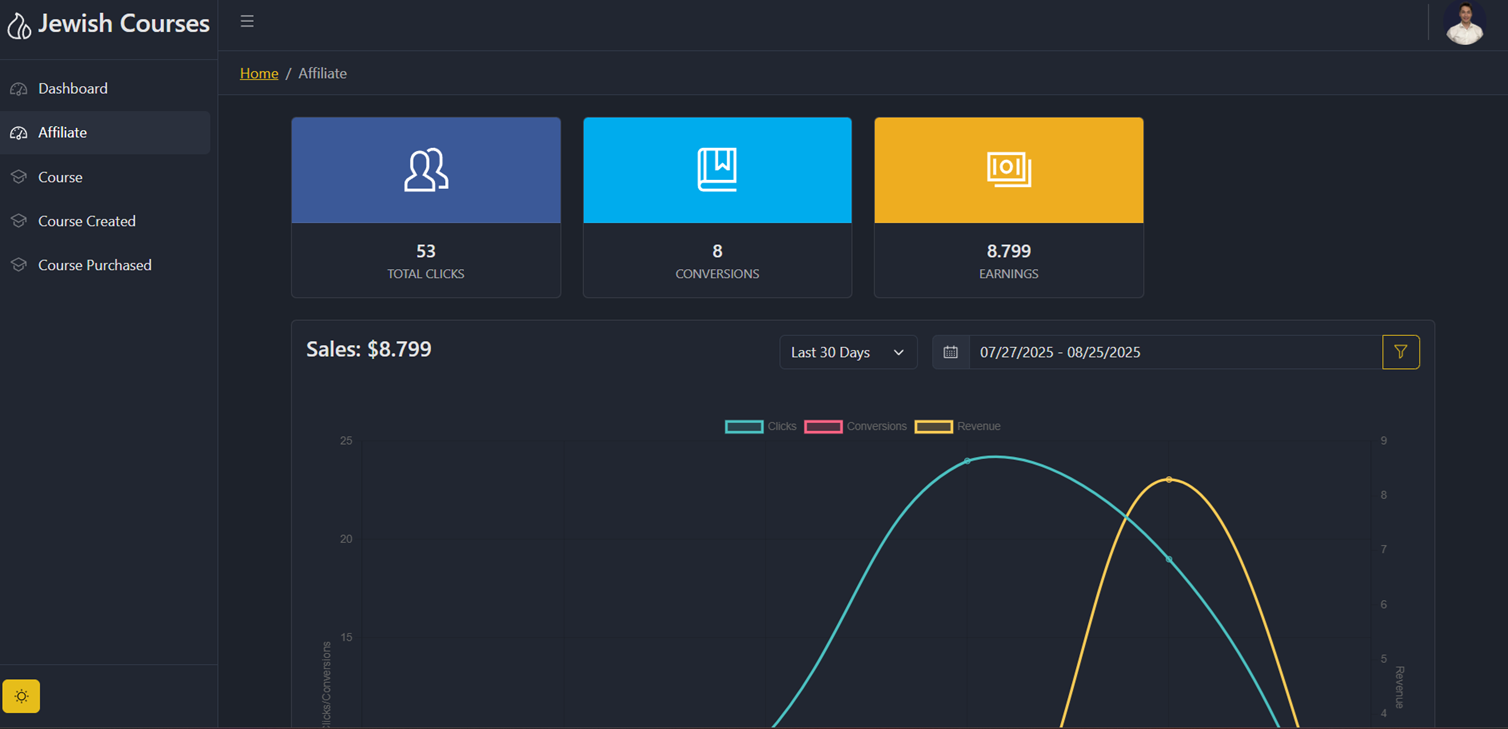 Jewish Courses
Home / Affiliate
Dashboard
Affiliate
Course
Course Created
Course Purchased
53
TOTAL CLICKS
8
CONVERSIONS
8.799
EARNINGS
Sales: $8.799
Last 30 Days
07/27/2025 - 08/25/2025
Clicks
Conversions
Revenue
25
20
15
Clicks/Conversions
9
8
7
6
5
4
Revenue